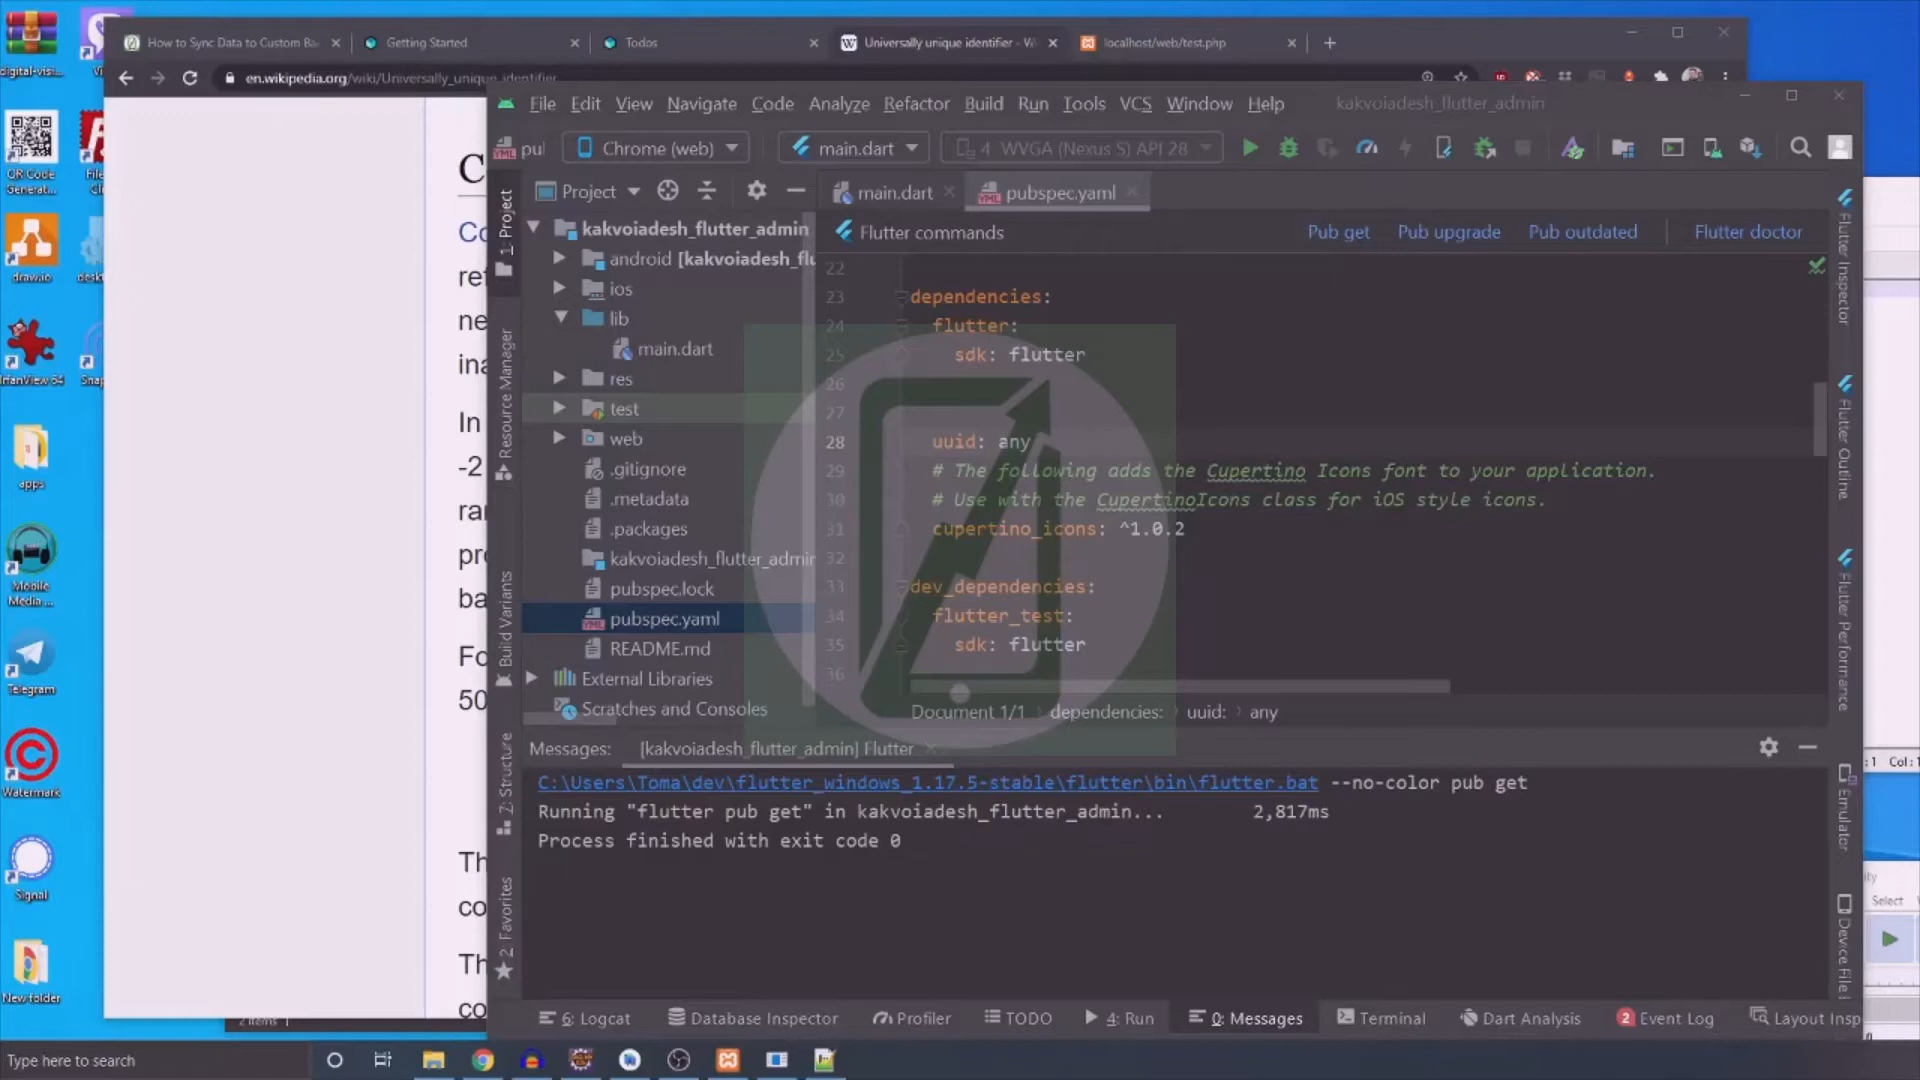 How to Sync Data to Custom Ba
Getting Started
Todos
Universally unique identifier - W
localhost/web/test.php
en.wikipedia.org/wiki/Universally_unique_identifier
digital-visi...
QR Code
Generat...
draw.io
IrfanView 64
apps
Mobile
Media ...
Telegram
Watermark
Signal
New folder
File Edit View Navigate Code Analyze Refactor Build Run Tools VCS Window Help kakvoiadesh_flutter_admin
Chrome (web) main.dart 4 WVGA (Nexus S) API 28
Project
main.dart
pubspec.yaml
Flutter commands
Pub get
Pub upgrade
Pub outdated
Flutter doctor
1: Project
Resource Manager
Build Variants
Z: Structure
2: Favorites
kakvoiadesh_flutter_admin
android [kakvoiadesh_flu
ios
lib
main.dart
res
test
web
.gitignore
.metadata
.packages
kakvoiadesh_flutter_admin
pubspec.lock
pubspec.yaml
README.md
External Libraries
Scratches and Consoles
22
23 dependencies:
24 flutter:
25 sdk: flutter
26
27
28 uuid: any
29 # The following adds the Cupertino Icons font to your application.
30 # Use with the CupertinoIcons class for iOS style icons.
31 cupertino_icons: ^1.0.2
32
33 dev_dependencies:
34 flutter_test:
35 sdk: flutter
36
Document 1/1 dependencies: uuid: any
Flutter Inspector
Flutter Outline
Flutter Performance
Emulator
Messages: [kakvoiadesh_flutter_admin] Flutter
C:\Users\Toma\dev\flutter_windows_1.17.5-stable\flutter\bin\flutter.bat --no-color pub get
Running "flutter pub get" in kakvoiadesh_flutter_admin... 2,817ms
Process finished with exit code 0
6: Logcat Database Inspector Profiler TODO 4: Run 0: Messages Terminal Dart Analysis 2 Event Log Layout Insp
Select
2 items
Type here to search